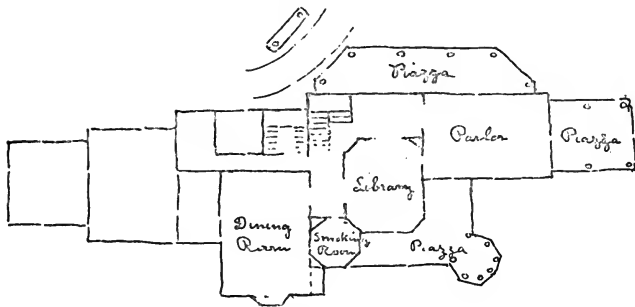 Piazza
Parlor
Piazza
Library
Dining
Room
Smoking
Room
Piazza